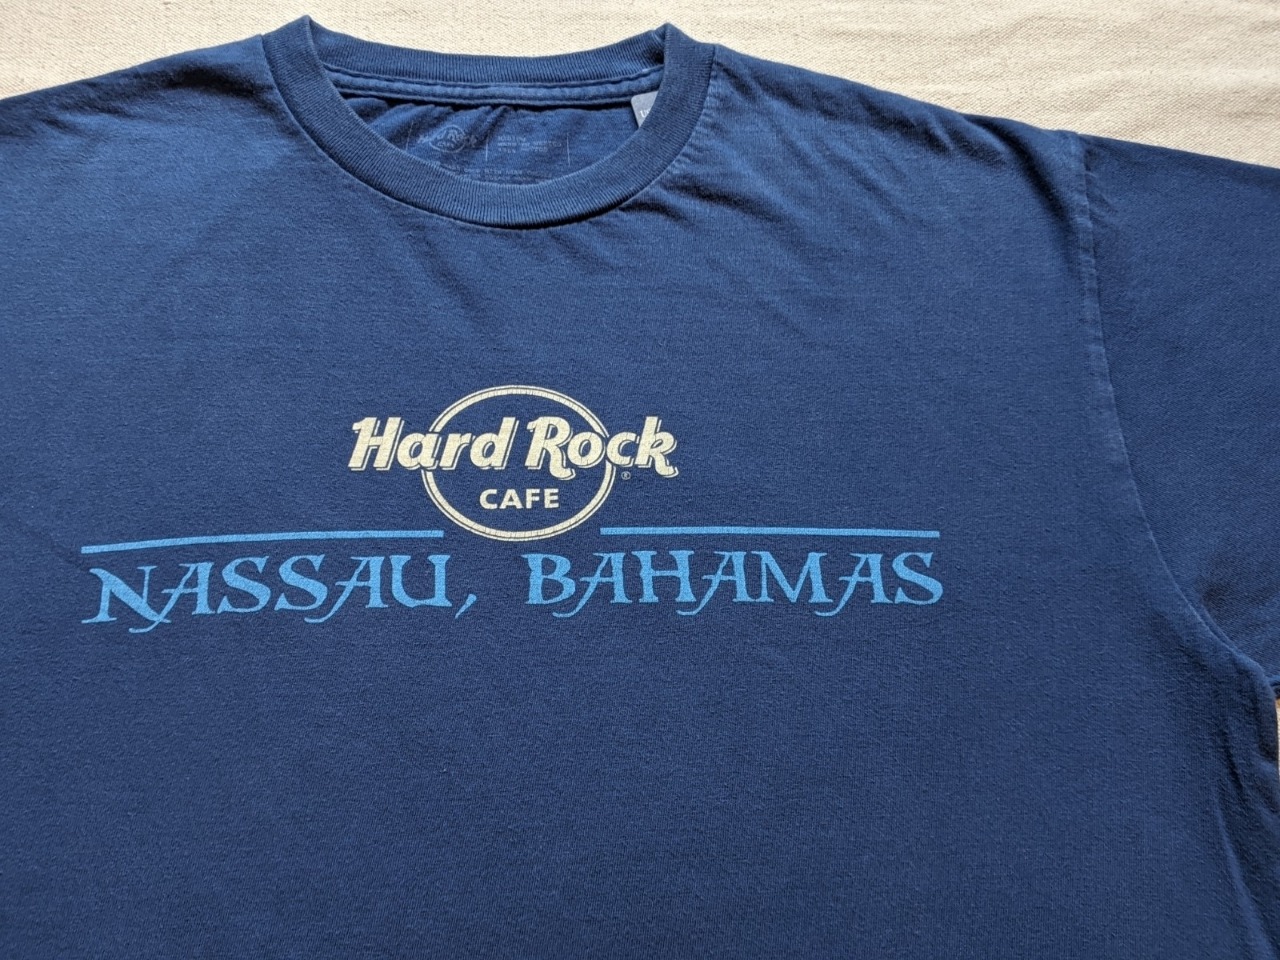 Hard Rock
®
CAFE
NASSAU, BAHAMAS